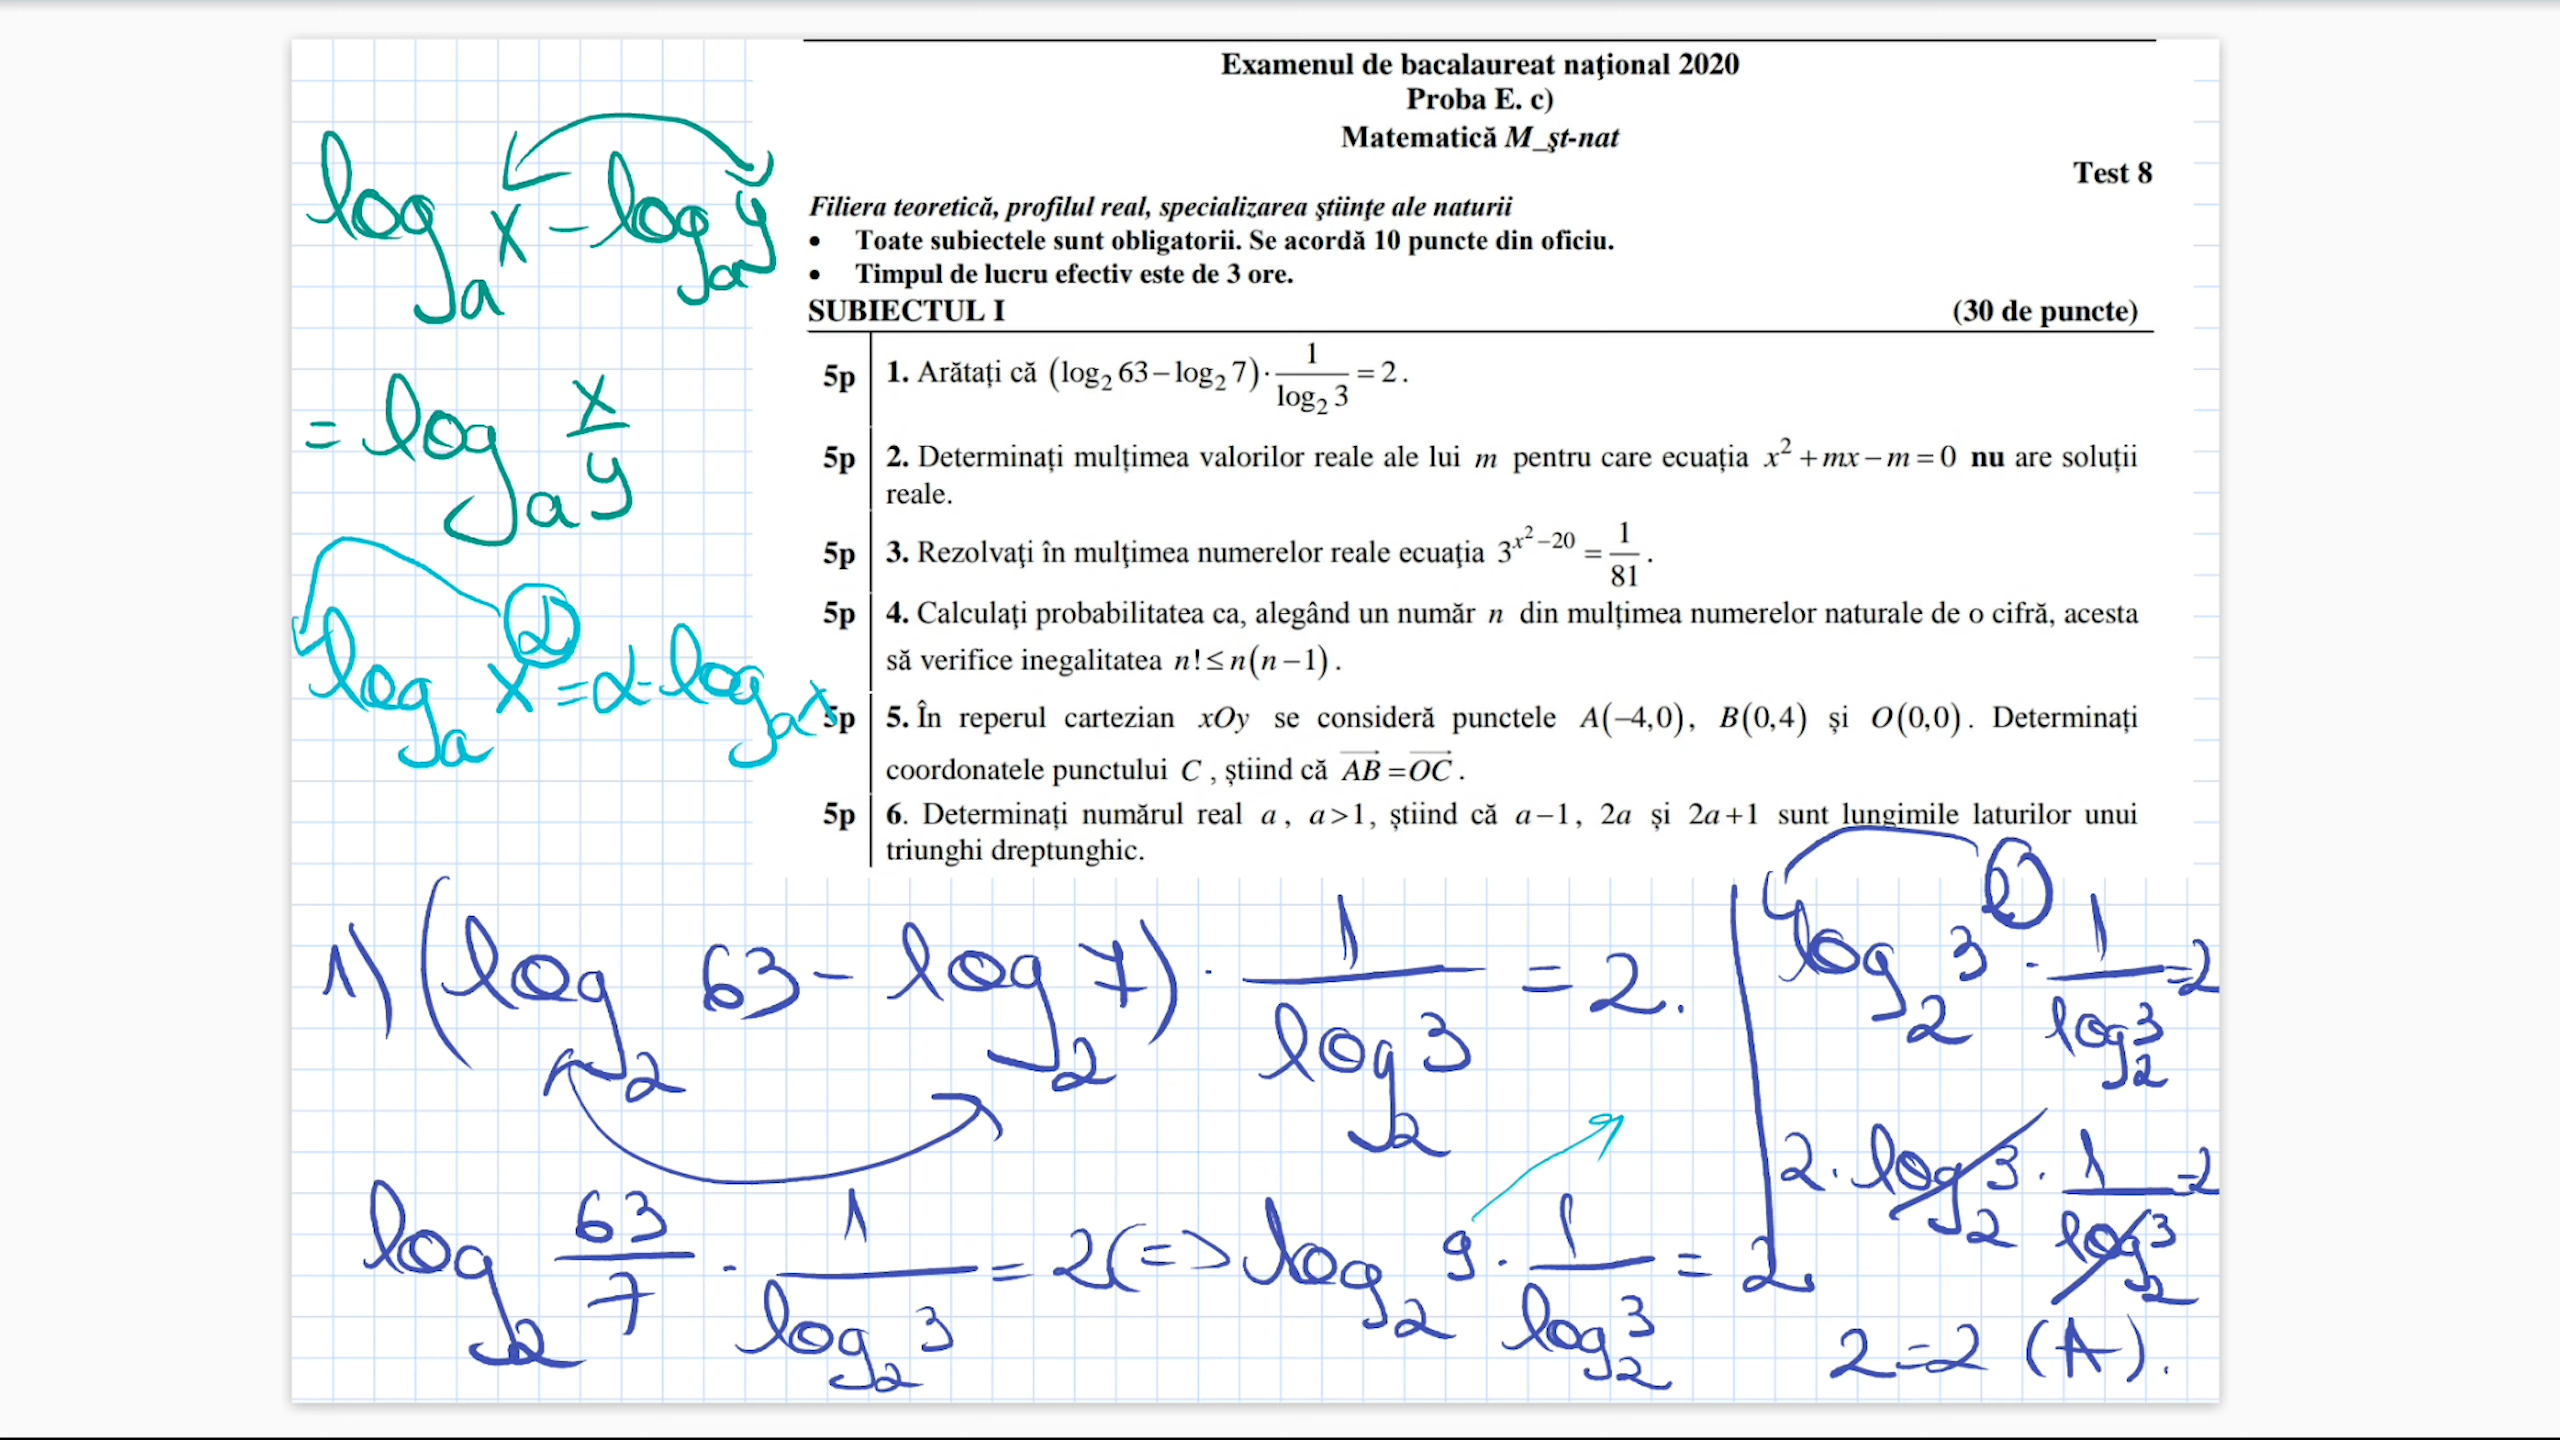 Examenul de bacalaureat naţional 2020
Proba E. c)
Matematică M_şt-nat
Test 8
Filiera teoretică, profilul real, specializarea ştiinţe ale naturii
• Toate subiectele sunt obligatorii. Se acordă 10 puncte din oficiu.
• Timpul de lucru efectiv este de 3 ore.
SUBIECTUL I (30 de puncte)
5p 1. Arătați că (log₂ 63 − log₂ 7) · 1/log₂ 3 = 2.
5p 2. Determinați mulțimea valorilor reale ale lui m pentru care ecuația x² + mx − m = 0 nu are soluții
reale.
5p 3. Rezolvaţi în mulţimea numerelor reale ecuaţia 3^(x²−20) = 1/81.
5p 4. Calculaţi probabilitatea ca, alegând un număr n din mulțimea numerelor naturale de o cifră, acesta
să verifice inegalitatea n! ≤ n(n−1).
5p 5. În reperul cartezian xOy se consideră punctele A(−4,0), B(0,4) și O(0,0). Determinați
coordonatele punctului C, știind că AB = OC.
5p 6. Determinați numărul real a, a>1, știind că a−1, 2a și 2a+1 sunt lungimile laturilor unui
triunghi dreptunghic.
logₐ x − logₐ y
= logₐ x/y
logₐ x^α = α · logₐ x
1) (log₂ 63 − log₂ 7) · 1/log₂ 3 = 2.
log₂ 63/7 · 1/log₂ 3 = 2 (=> log₂ 9 · 1/log₂ 3 = 2.
log₂ 3² · 1/log₂ 3 = 2
2 · log₂ 3 · 1/log₂ 3 = 2
2 = 2 (A).